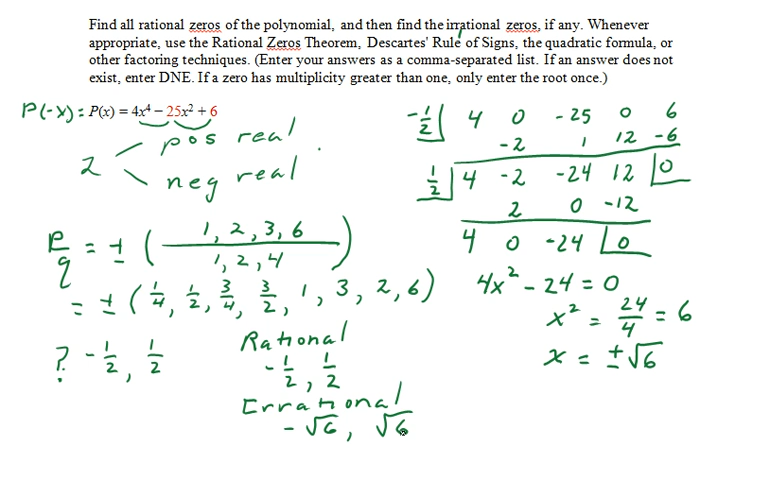 Find all rational zeros of the polynomial, and then find the irrational zeros, if any. Whenever
appropriate, use the Rational Zeros Theorem, Descartes' Rule of Signs, the quadratic formula, or
other factoring techniques. (Enter your answers as a comma-separated list. If an answer does not
exist, enter DNE. If a zero has multiplicity greater than one, only enter the root once.)
P(-x) = P(x) = 4x⁴ − 25x² + 6
2 < pos real .
neg real
p/q = ± ( 1, 2, 3, 6 / 1, 2, 4 )
= ± ( 1/4, 1/2, 3/4, 3/2, 1, 3, 2, 6 )
? - 1/2, 1/2
Rational
- 1/2, 1/2
Errational
- √6, √6
-1/2 | 4 0 -25 0 6
-2 1 12 -6
1/2 | 4 -2 -24 12 | 0
2 0 -12
4 0 -24 | 0
4x² - 24 = 0
x² = 24/4 = 6
x = ± √6